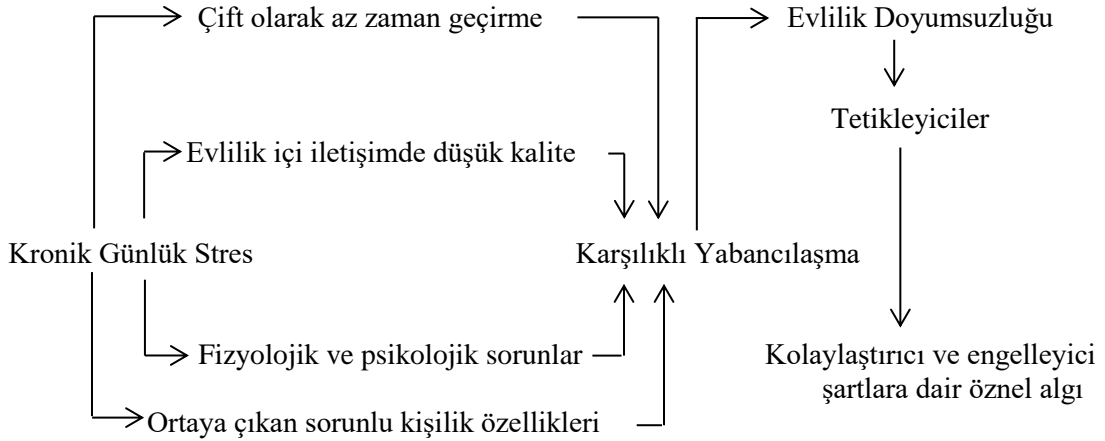 Çift olarak az zaman geçirme
Evlilik Doyumsuzluğu
Tetikleyiciler
Evlilik içi iletişimde düşük kalite
Kronik Günlük Stres
Karşılıklı Yabancılaşma
Fizyolojik ve psikolojik sorunlar
Kolaylaştırıcı ve engelleyici
şartlara dair öznel algı
Ortaya çıkan sorunlu kişilik özellikleri